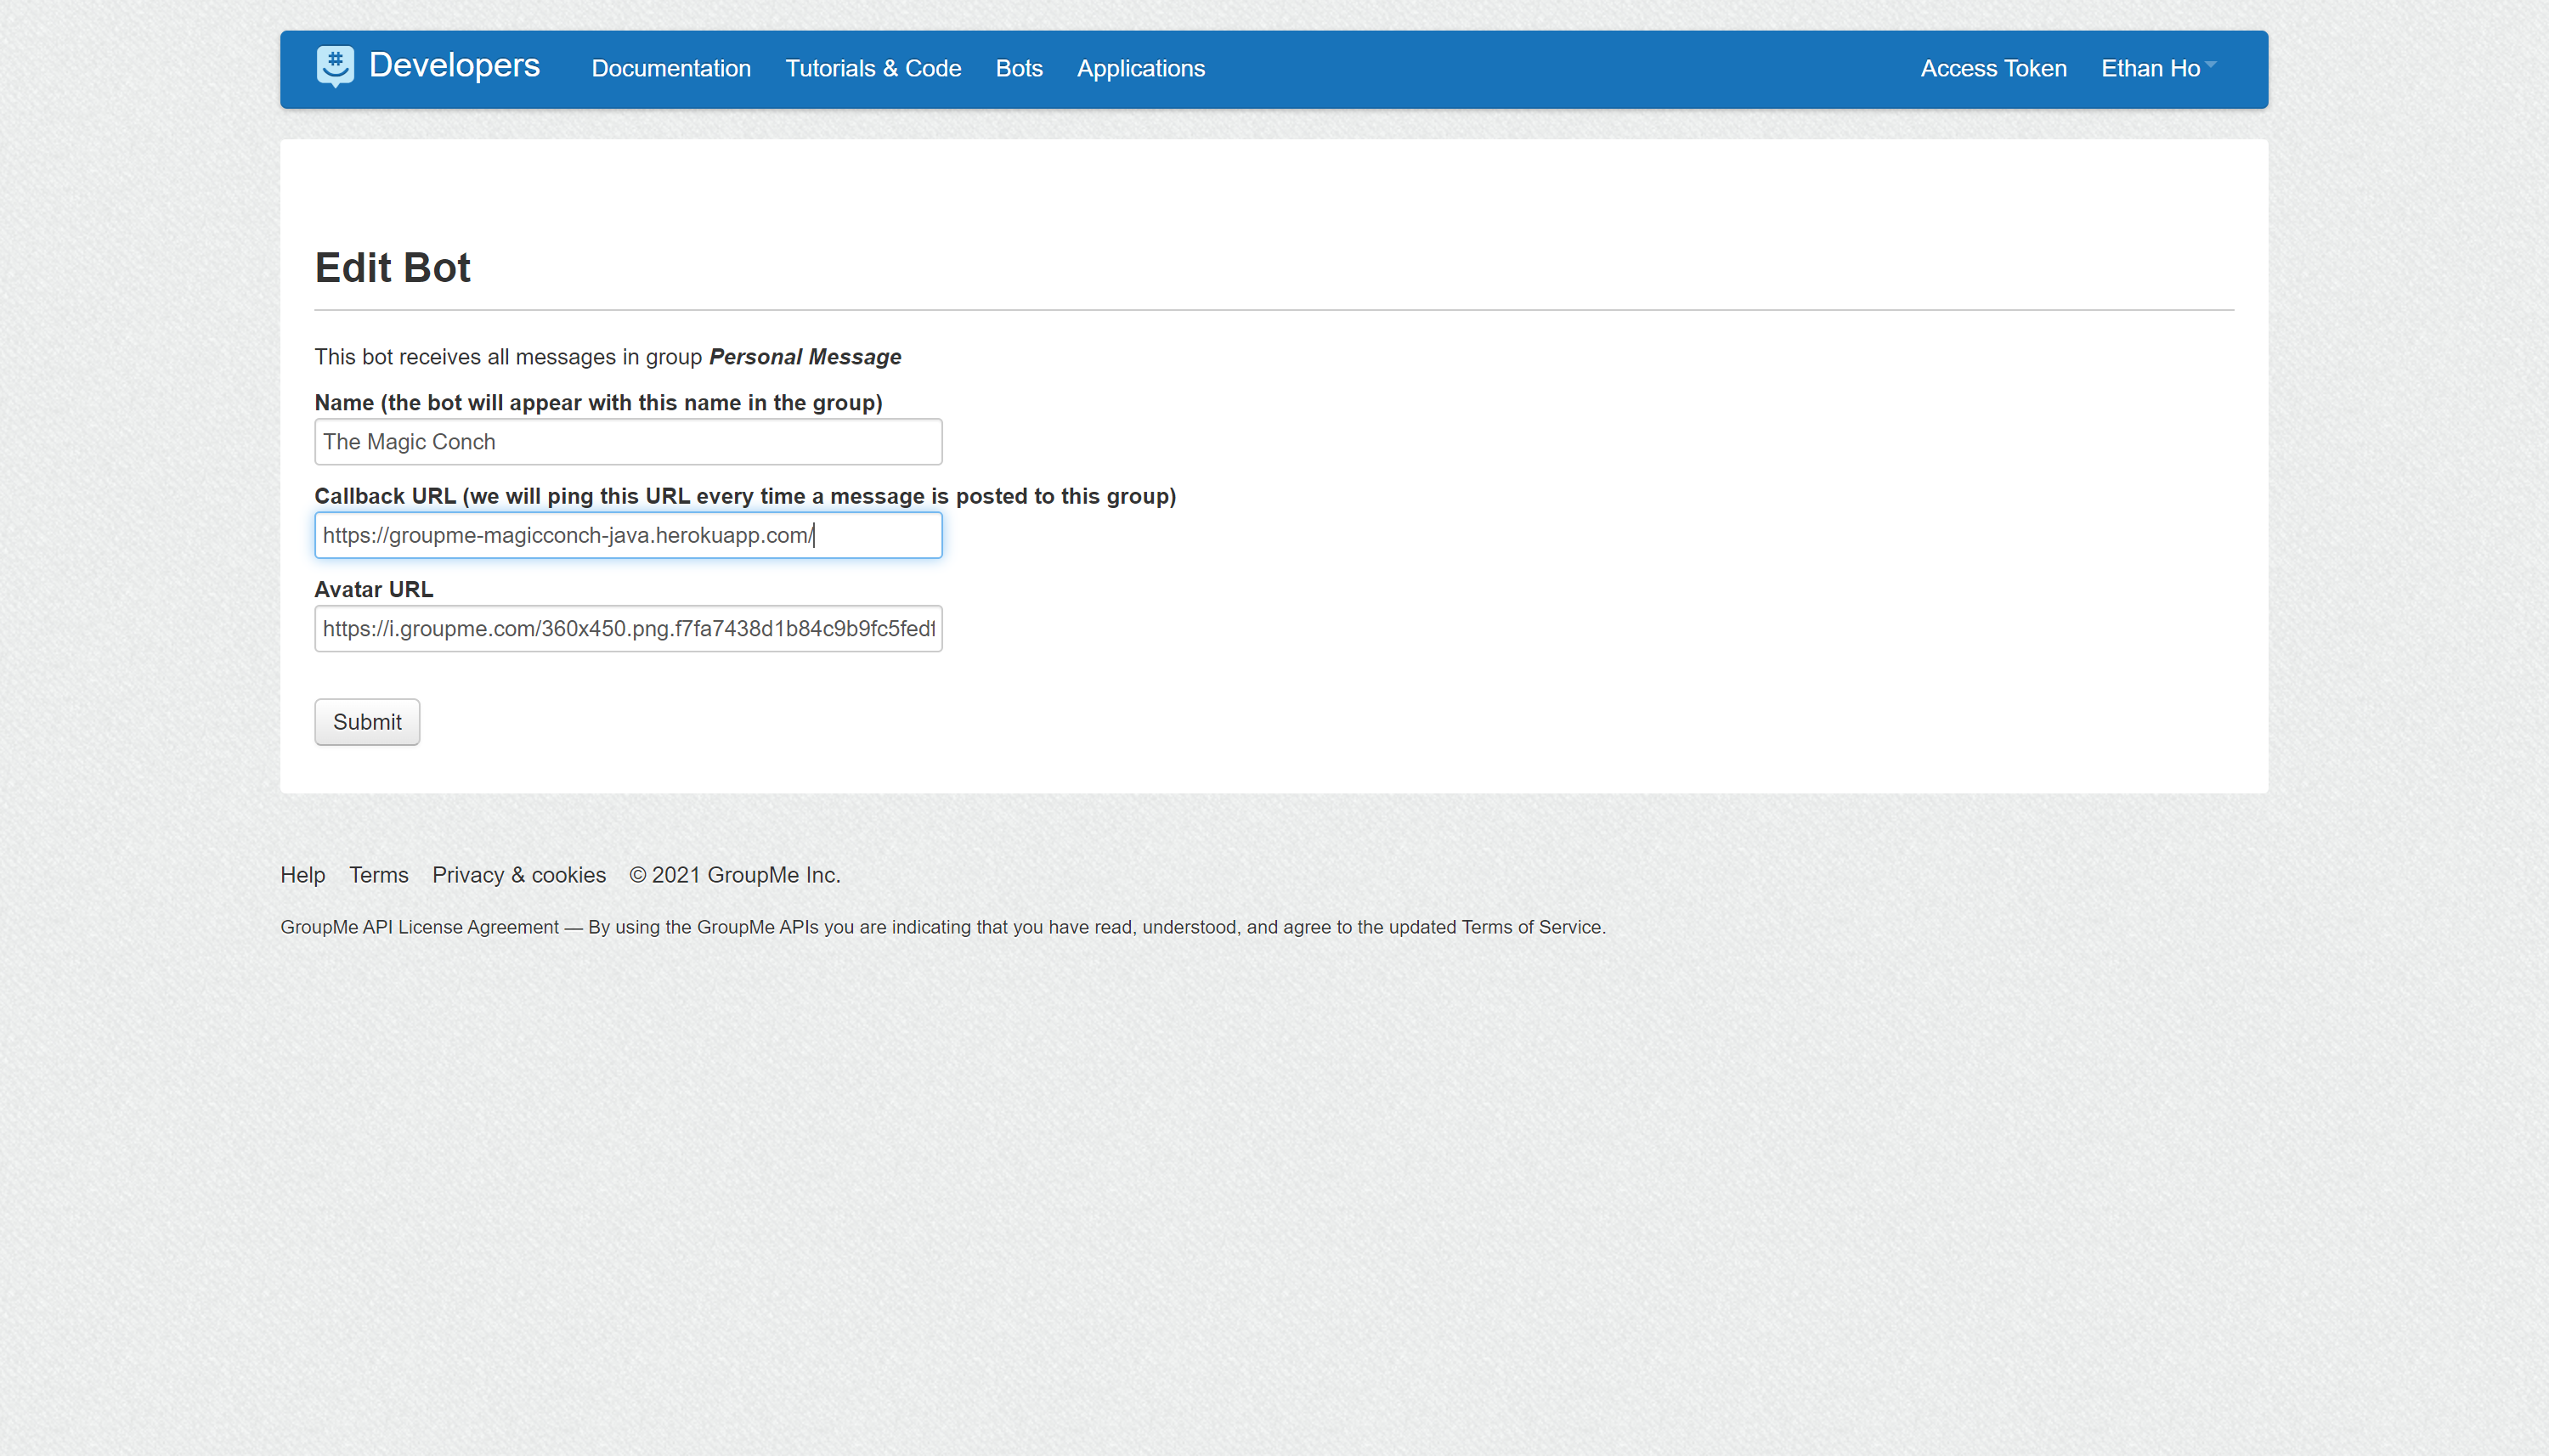 Developers Documentation Tutorials & Code Bots Applications Access Token Ethan Ho
Edit Bot
This bot receives all messages in group Personal Message
Name (the bot will appear with this name in the group)
The Magic Conch
Callback URL (we will ping this URL every time a message is posted to this group)
https://groupme-magicconch-java.herokuapp.com/
Avatar URL
https://i.groupme.com/360x450.png.f7fa7438d1b84c9b9fc5fedf
Submit
Help Terms Privacy & cookies © 2021 GroupMe Inc.
GroupMe API License Agreement — By using the GroupMe APIs you are indicating that you have read, understood, and agree to the updated Terms of Service.